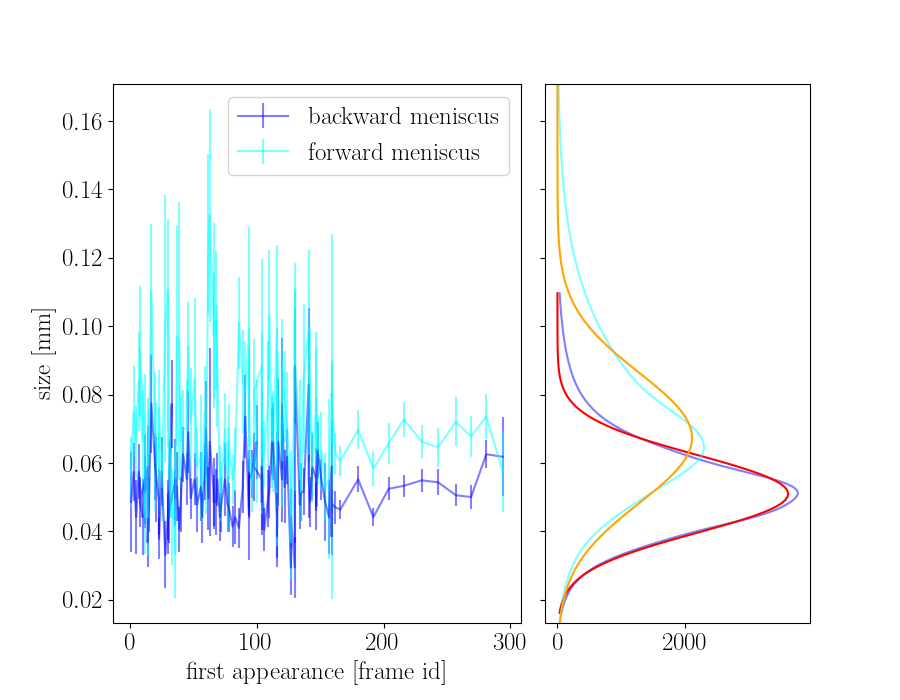 backward meniscus
forward meniscus
0.16
0.14
0.12
0.10
0.08
0.06
0.04
0.02
size [mm]
0 100 200 300
0 2000
first appearance [frame id]